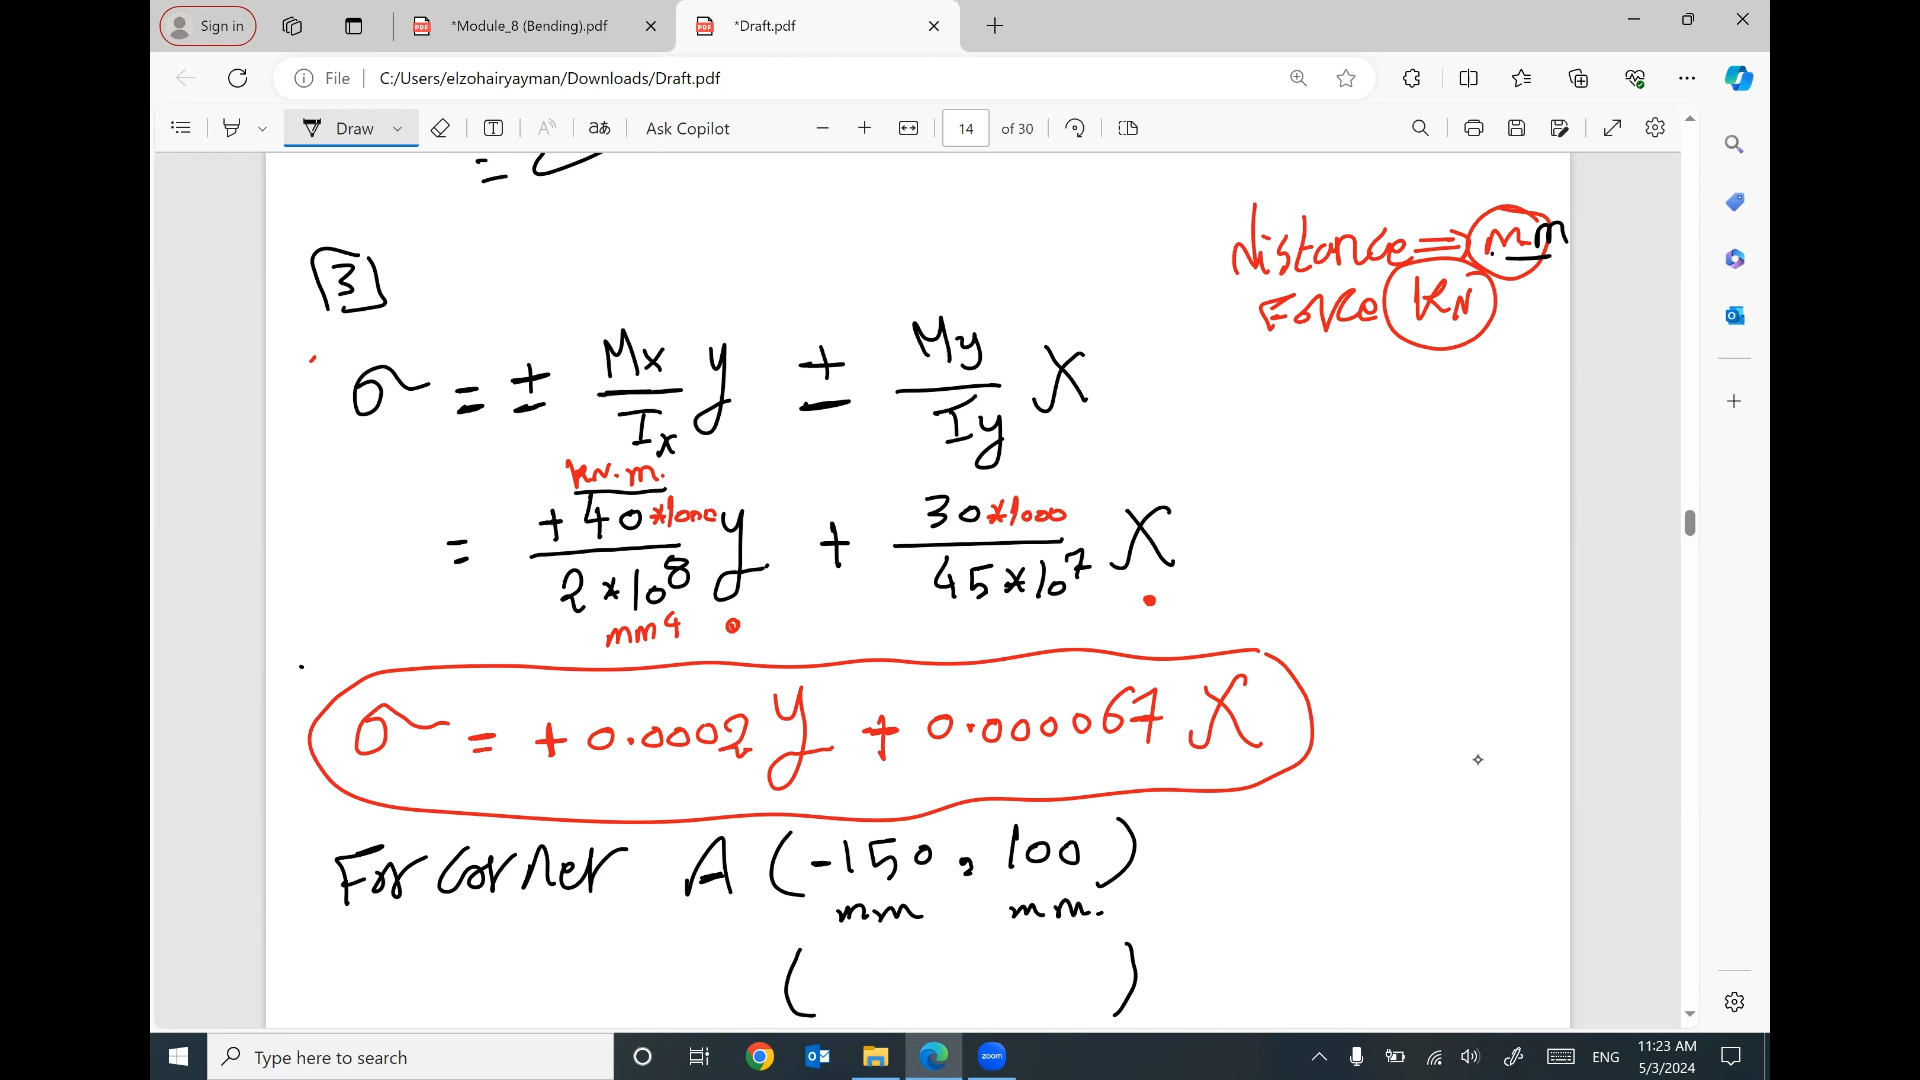 Sign in
*Module_8 (Bending).pdf
*Draft.pdf
File
C:/Users/elzohairyayman/Downloads/Draft.pdf
Draw
aあ
Ask Copilot
14
of 30
=
Distance => mm
Force KN
3
σ = ± Mx/Ix y ± My/Iy X
kN.m.
= +40*1000/2*10^8 y + 30*1000/45*10^7 X
mm4
σ = +0.0002 y + 0.000067 X
For corner A (-150, 100)
mm mm.
( )
Type here to search
zoom
ENG
11:23 AM
5/3/2024